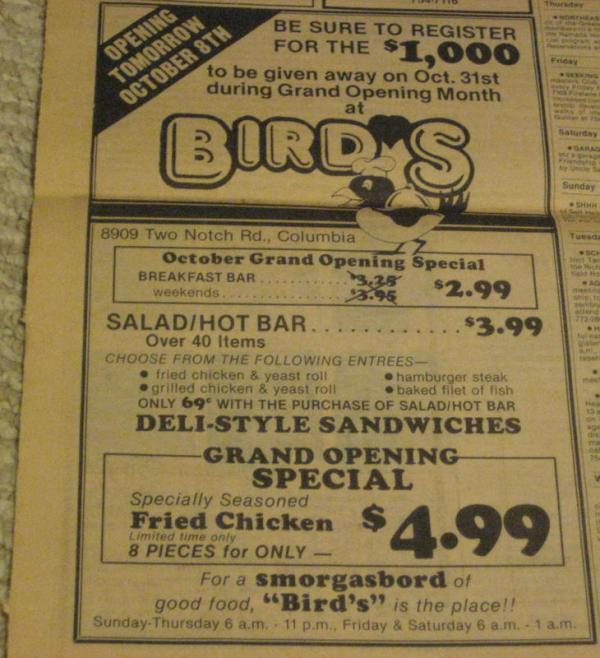 OPENING
TOMORROW
OCTOBER 8TH
BE SURE TO REGISTER
FOR THE $1,000
to be given away on Oct. 31st
during Grand Opening Month
at
BIRD'S
8909 Two Notch Rd., Columbia
October Grand Opening Special
BREAKFAST BAR ............ $3.25
weekends .................. $3.95
$2.99
SALAD/HOT BAR........... $3.99
Over 40 Items
CHOOSE FROM THE FOLLOWING ENTREES—
• fried chicken & yeast roll • hamburger steak
• grilled chicken & yeast roll • baked filet of fish
ONLY 69¢ WITH THE PURCHASE OF SALAD/HOT BAR
DELI-STYLE SANDWICHES
GRAND OPENING
SPECIAL
Specially Seasoned
Fried Chicken
Limited time only
8 PIECES for ONLY —
$4.99
For a smorgasbord of
good food, “Bird's” is the place!!
Sunday-Thursday 6 a.m. - 11 p.m., Friday & Saturday 6 a.m. - 1 a.m.
Thursday
Friday
Saturday
Sunday